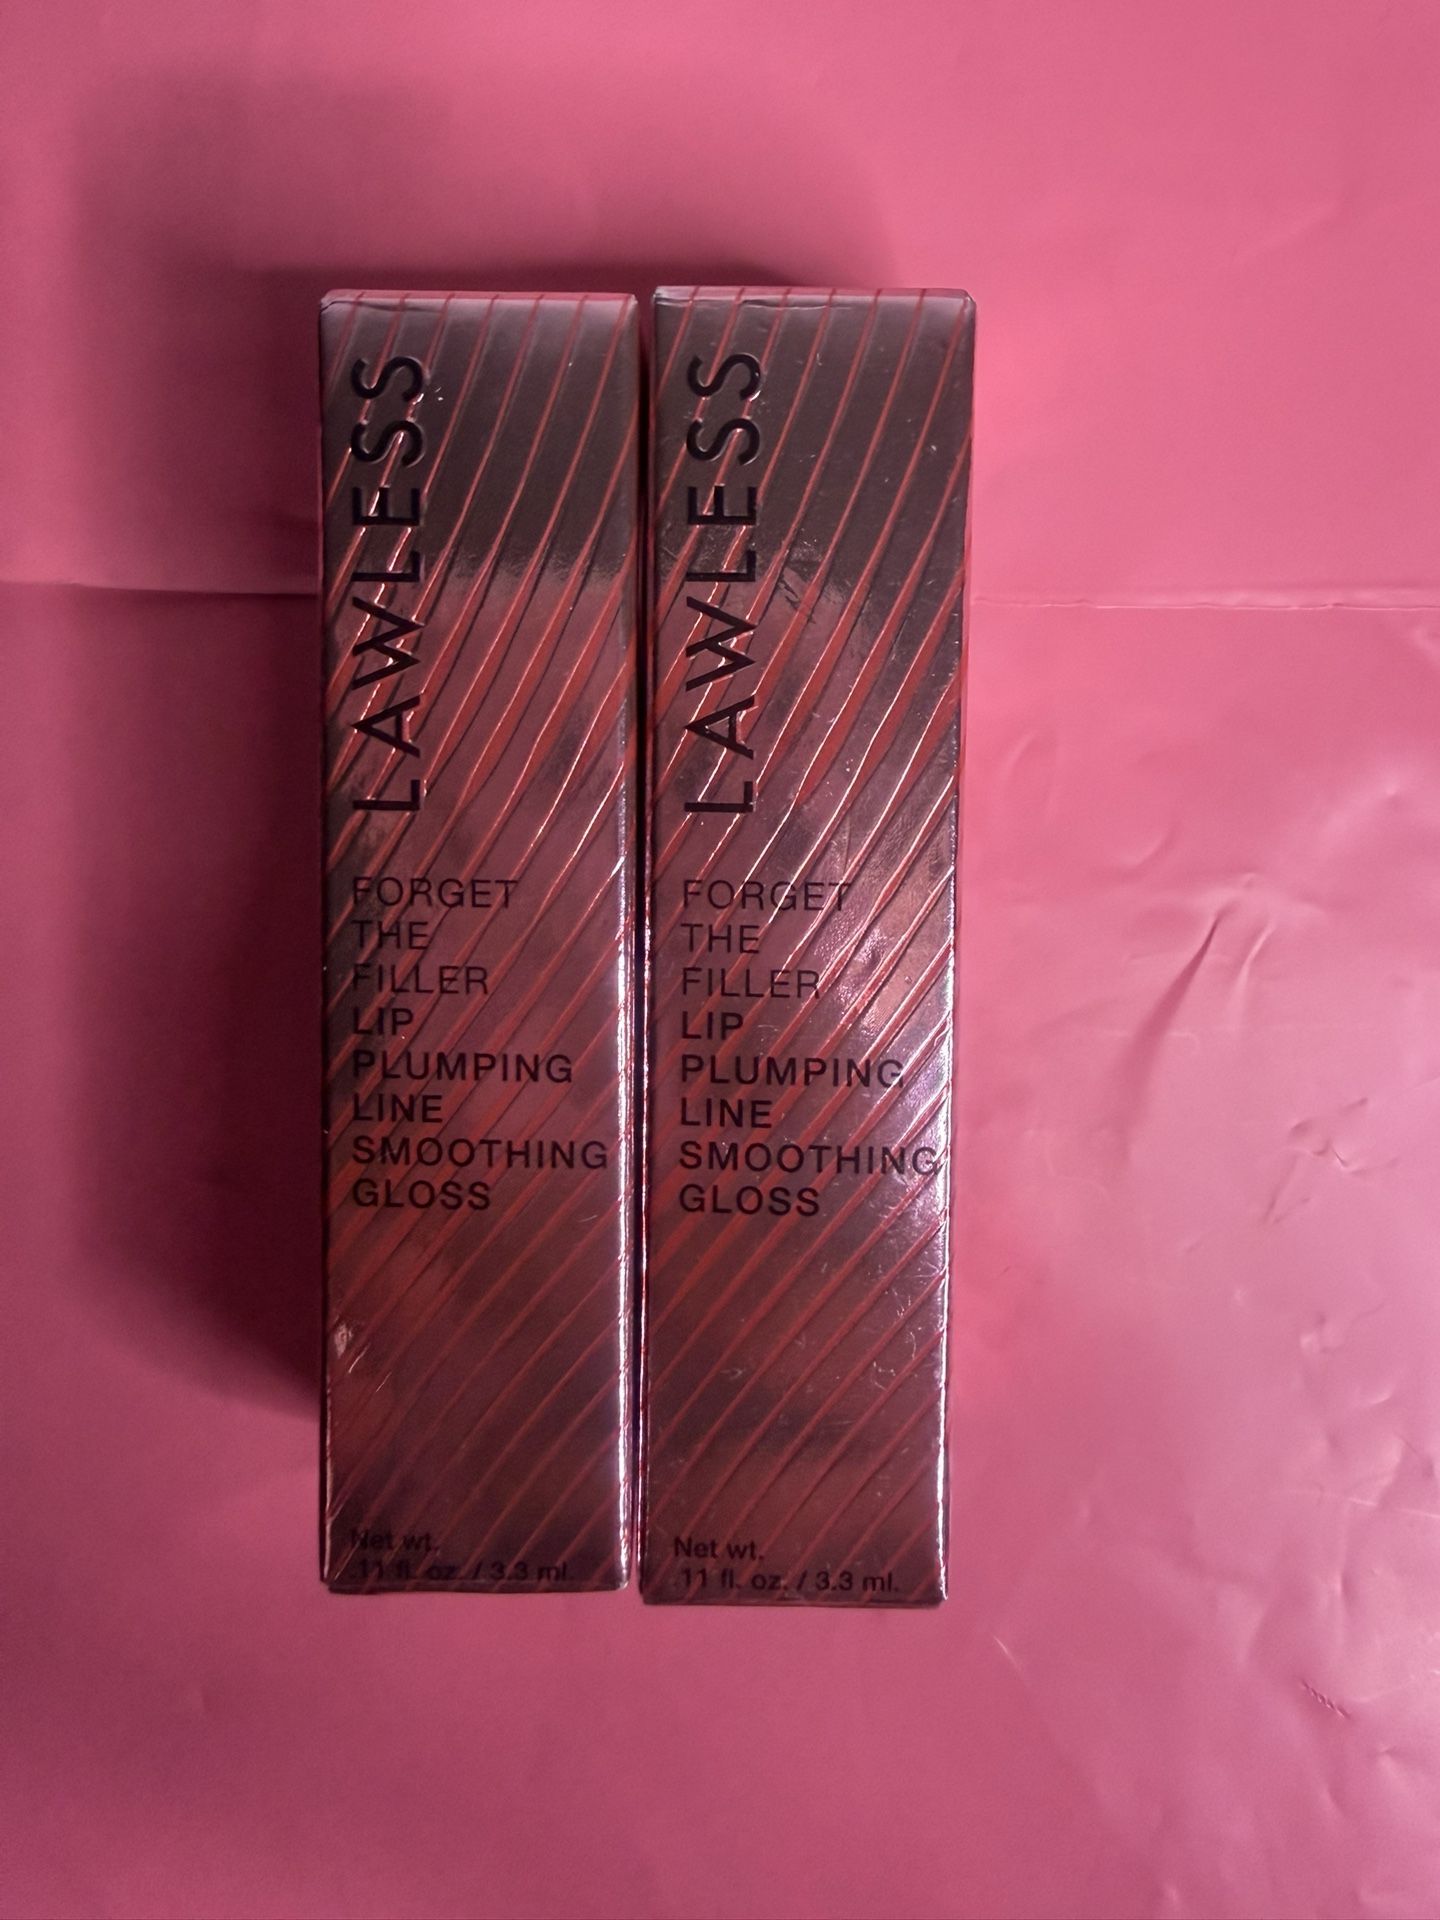 LAWLESS
FORGET
THE
FILLER
LIP
PLUMPING
LINE
SMOOTHING
GLOSS
Net wt.
.11 fl. oz. / 3.3 ml.
LAWLESS
FORGET
THE
FILLER
LIP
PLUMPING
LINE
SMOOTHING
GLOSS
Net wt.
.11 fl. oz. / 3.3 ml.